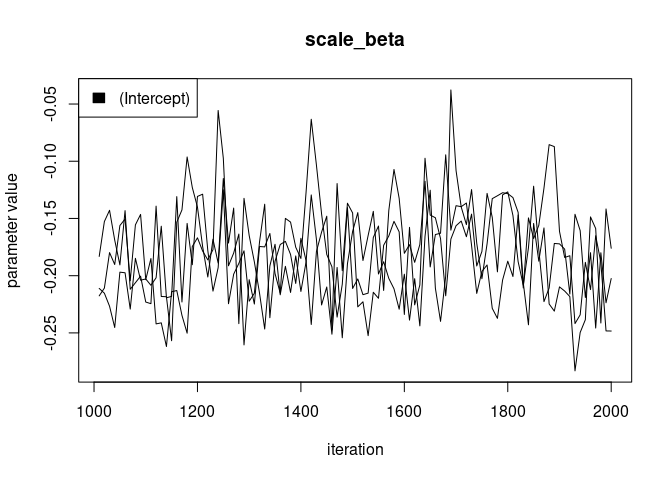 scale_beta
(Intercept)
parameter value
-0.05
-0.10
-0.15
-0.20
-0.25
1000 1200 1400 1600 1800 2000
iteration